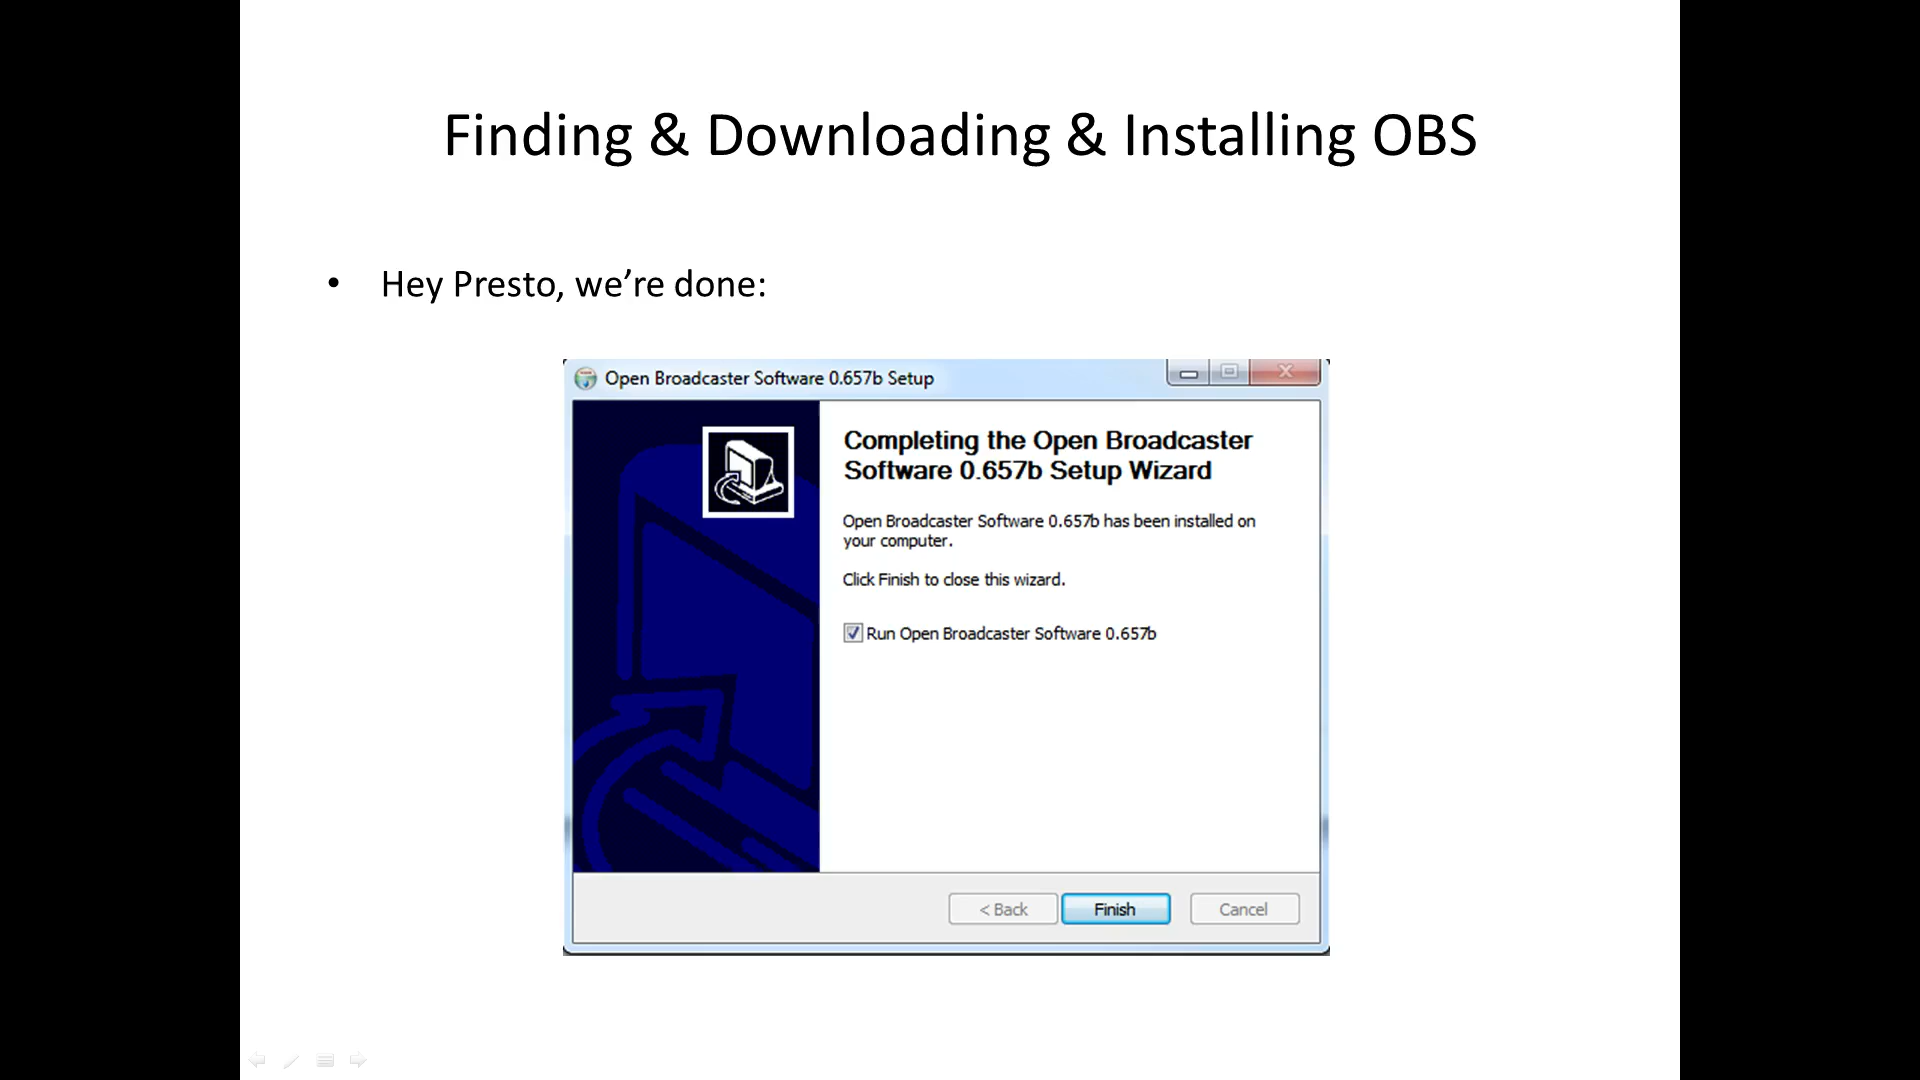 Finding & Downloading & Installing OBS
• Hey Presto, we’re done:
Open Broadcaster Software 0.657b Setup
Completing the Open Broadcaster
Software 0.657b Setup Wizard
Open Broadcaster Software 0.657b has been installed on
your computer.
Click Finish to close this wizard.
Run Open Broadcaster Software 0.657b
< Back
Finish
Cancel